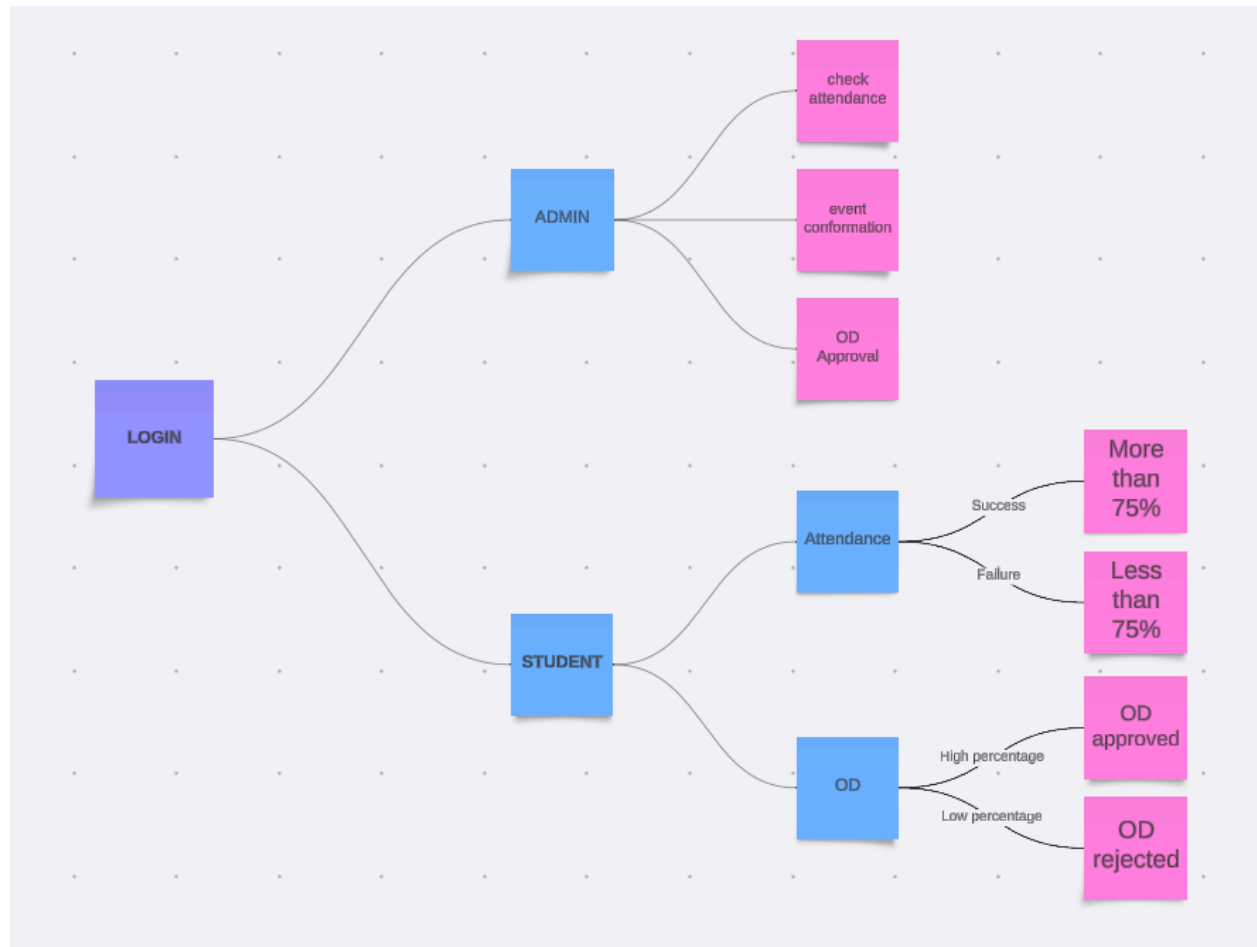 check
attendance
ADMIN
event
conformation
OD
Approval
LOGIN
More
than
75%
Success
Attendance
Failure
Less
than
75%
STUDENT
OD
approved
High percentage
OD
Low percentage
OD
rejected